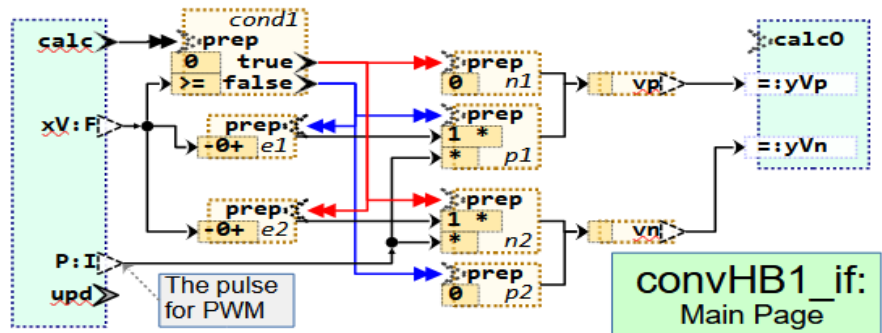 cond1
calc
prep
0 true
>= false
xV:F
prep:
-0+ e1
prep:
-0+ e2
P:I
upd
The pulse
for PWM
prep
0 n1
prep
1 *
* p1
prep
1 *
* n2
prep
0 p2
vp
vn
calcO
=:yVp
=:yVn
convHB1_if:
Main Page